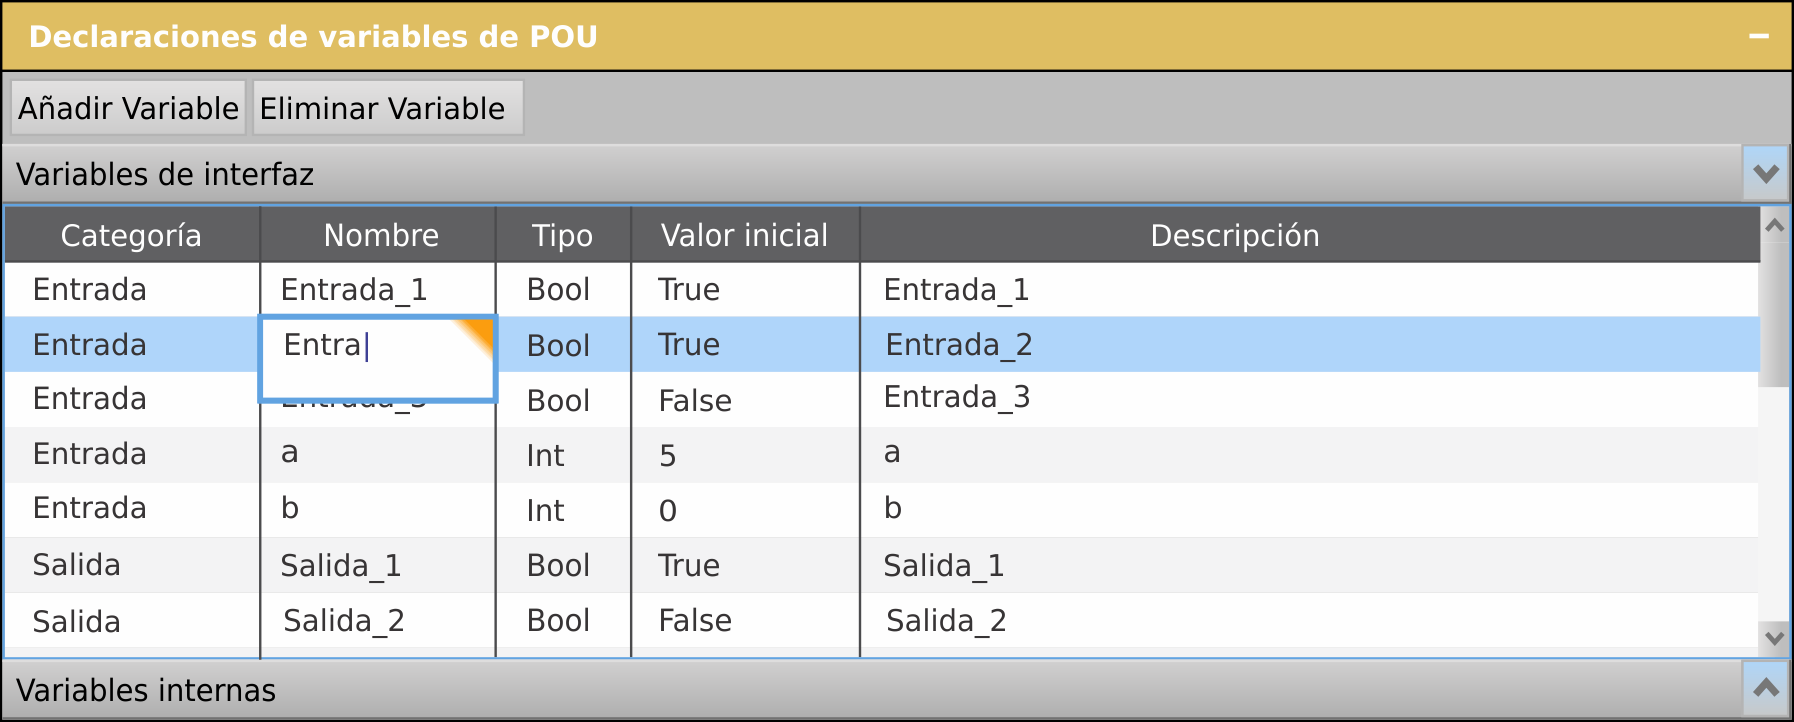 Declaraciones de variables de POU
Añadir Variable Eliminar Variable
Variables de interfaz
Categoría Nombre Tipo Valor inicial Descripción
Entrada Entrada_1 Bool True Entrada_1
Entrada Entra Bool True Entrada_2
Entrada Bool False Entrada_3
Entrada a Int 5 a
Entrada b Int 0 b
Salida Salida_1 Bool True Salida_1
Salida Salida_2 Bool False Salida_2
Variables internas